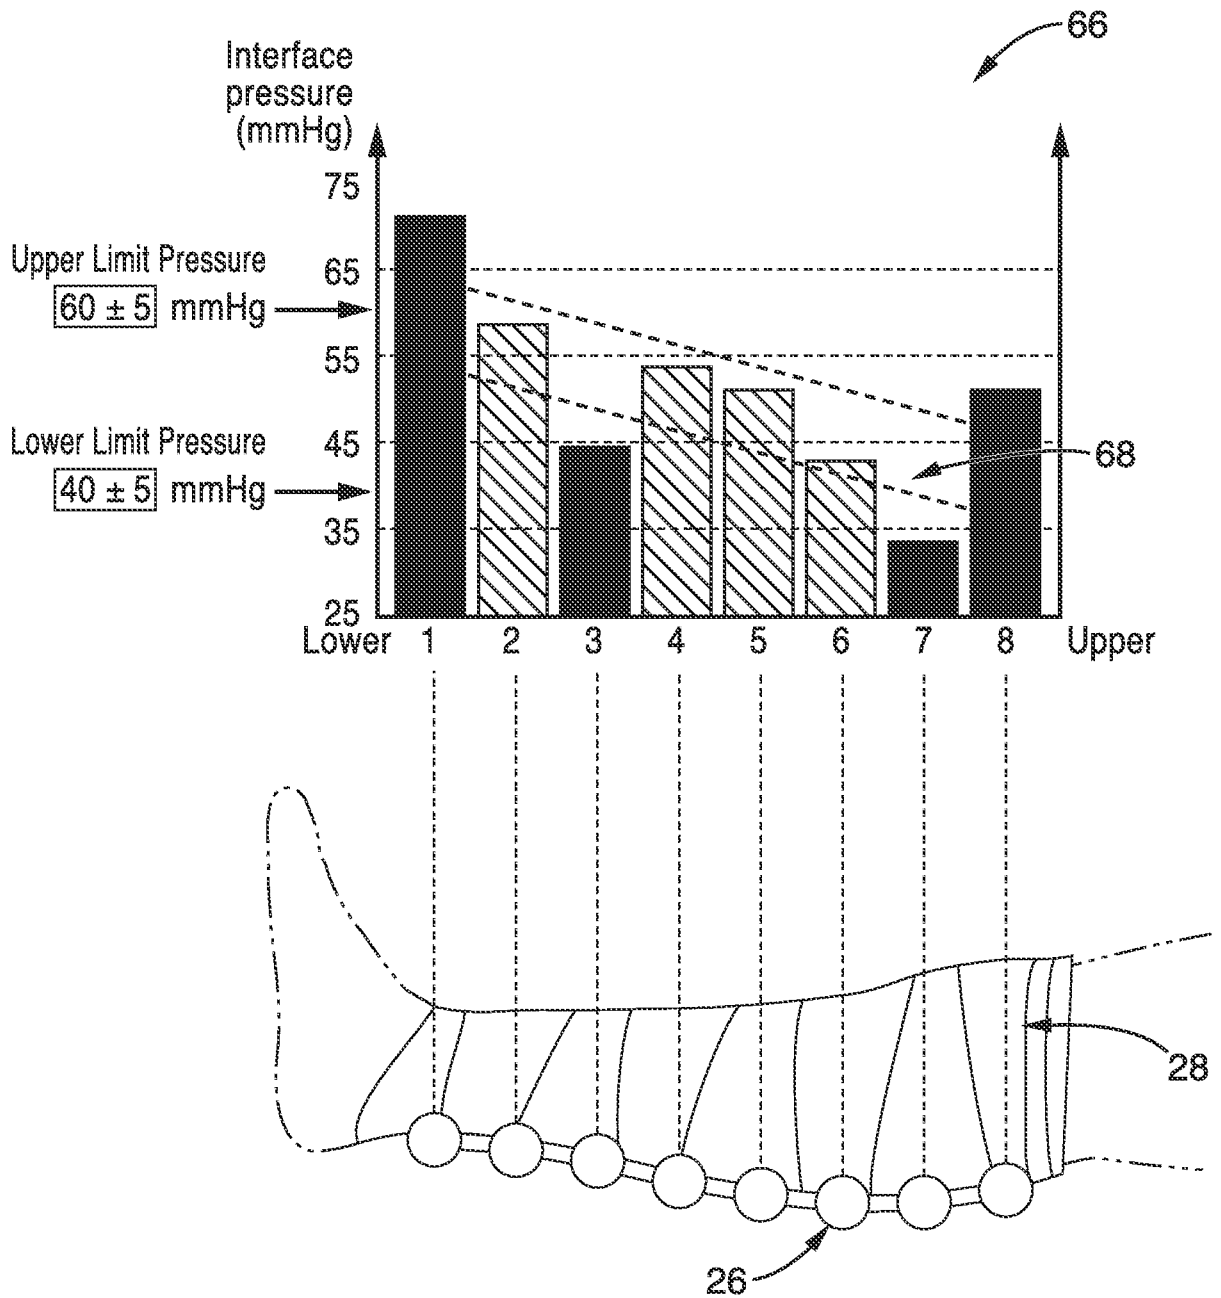 66
Interface
pressure
(mmHg)
75
Upper Limit Pressure
60 ± 5 mmHg
65
55
Lower Limit Pressure
40 ± 5 mmHg
45
68
35
25
Lower 1 2 3 4 5 6 7 8 Upper
28
26